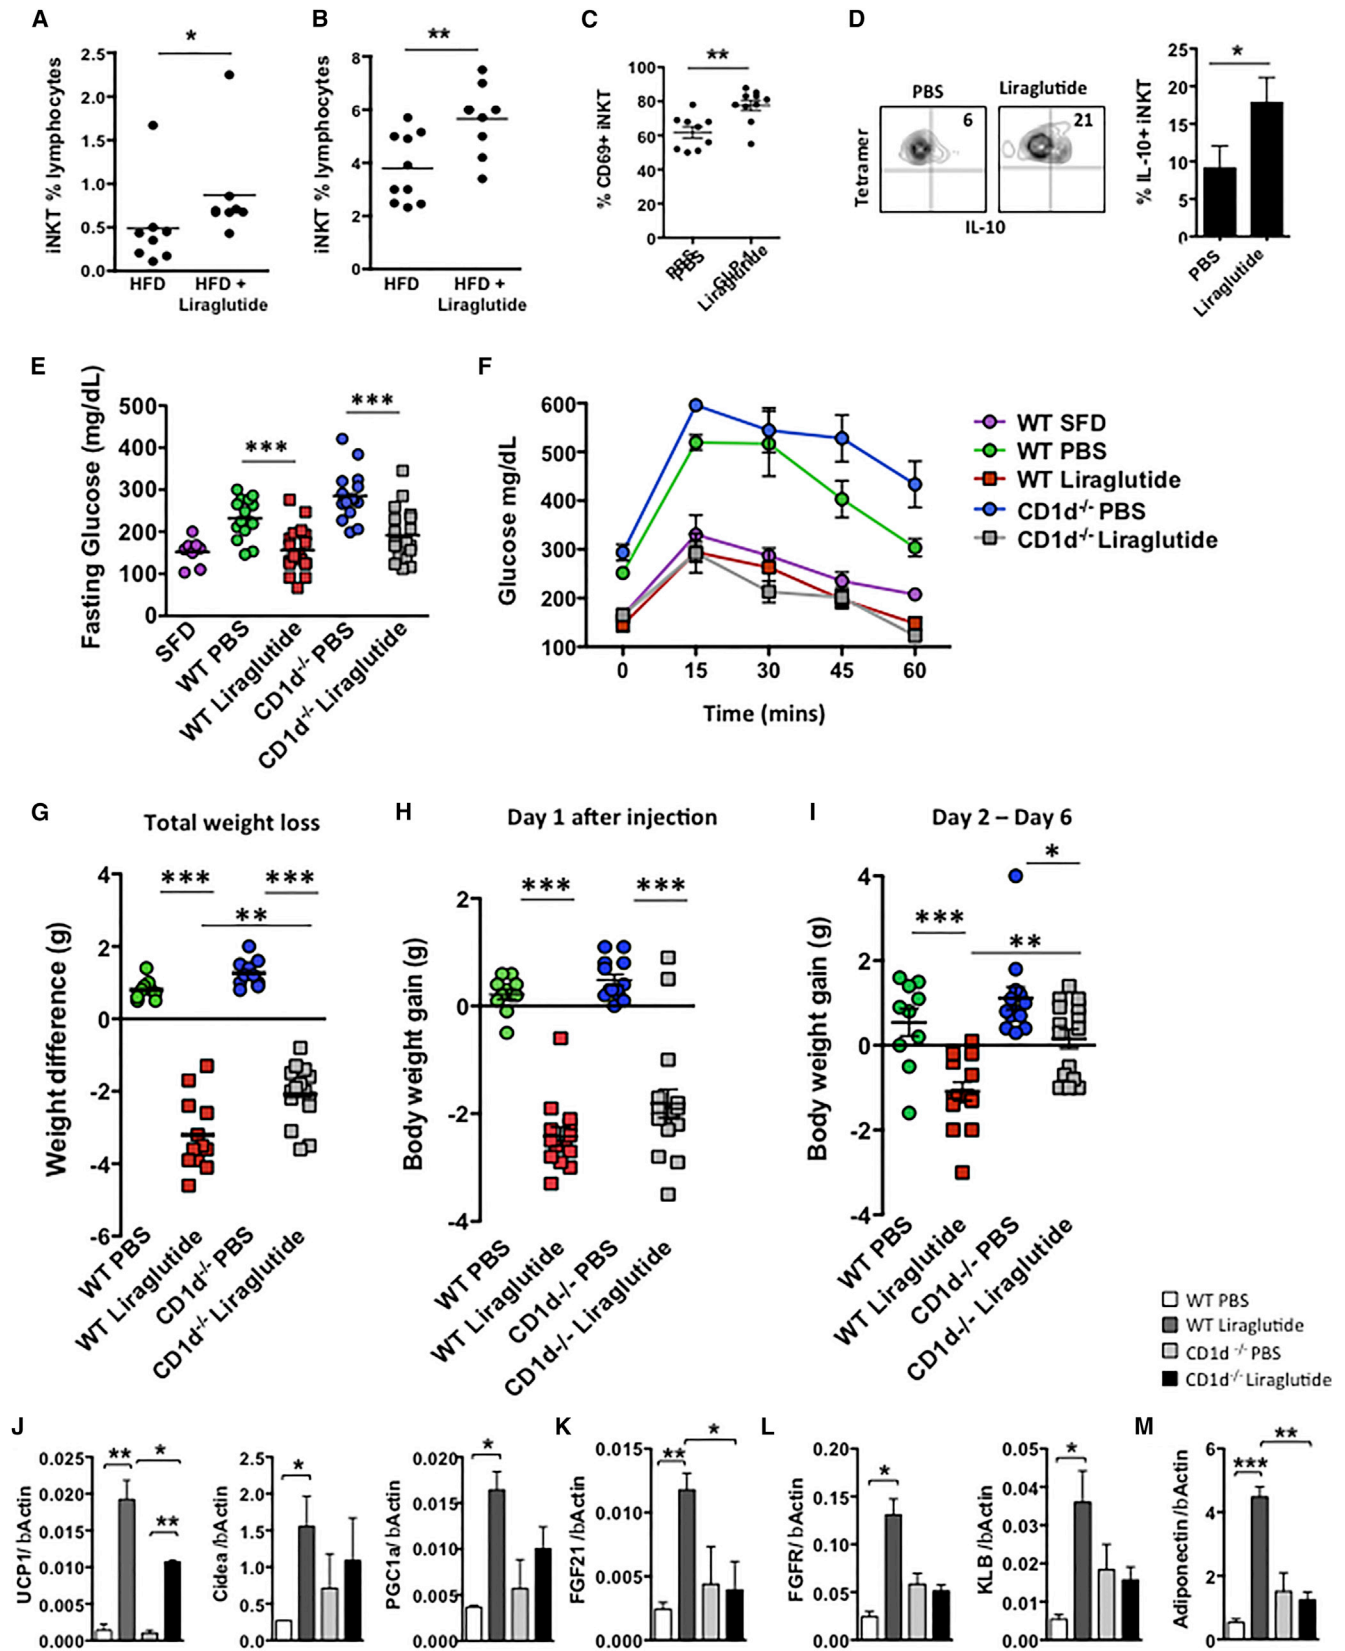 A
*
iNKT % lymphocytes
2.5
2.0
1.5
1.0
0.5
0.0
HFD
HFD +
Liraglutide
B
**
iNKT % lymphocytes
8
6
4
2
0
HFD
HFD +
Liraglutide
C
**
% CD69+ iNKT
100
80
60
40
20
0
PBS
Liraglutide
D
PBS
Liraglutide
6
21
Tetramer
IL-10
*
% IL-10+ iNKT
25
20
15
10
5
0
PBS
Liraglutide
E
Fasting Glucose (mg/dL)
500
400
300
200
100
0
***
***
SFD
WT PBS
WT Liraglutide
CD1d-/- PBS
CD1d-/- Liraglutide
F
Glucose mg/dL
600
500
400
300
200
100
0
15
30
45
60
Time (mins)
WT SFD
WT PBS
WT Liraglutide
CD1d-/- PBS
CD1d-/- Liraglutide
G
Total weight loss
Weight difference (g)
4
2
0
-2
-4
-6
***
***
**
WT PBS
WT Liraglutide
CD1d-/- PBS
CD1d-/- Liraglutide
H
Day 1 after injection
Body weight gain (g)
2
0
-2
-4
***
***
WT PBS
WT Liraglutide
CD1d-/- PBS
CD1d-/- Liraglutide
I
Day 2 – Day 6
Body weight gain (g)
4
2
0
-2
-4
***
*
**
WT PBS
WT Liraglutide
CD1d-/- PBS
CD1d-/- Liraglutide
WT PBS
WT Liraglutide
CD1d -/- PBS
CD1d-/- Liraglutide
J
UCP1/ bActin
0.025
0.020
0.015
0.010
0.005
0.000
**
*
**
Cidea /bActin
2.5
2.0
1.5
1.0
0.5
0.0
*
PGC1a/ bActin
0.020
0.015
0.010
0.005
0.000
*
K
FGF21 /bActin
0.015
0.010
0.005
0.000
**
*
L
FGFR/ bActin
0.20
0.15
0.10
0.05
0.00
*
KLB /bActin
0.05
0.04
0.03
0.02
0.01
0.00
*
M
Adiponectin /bActin
6
4
2
0
***
**